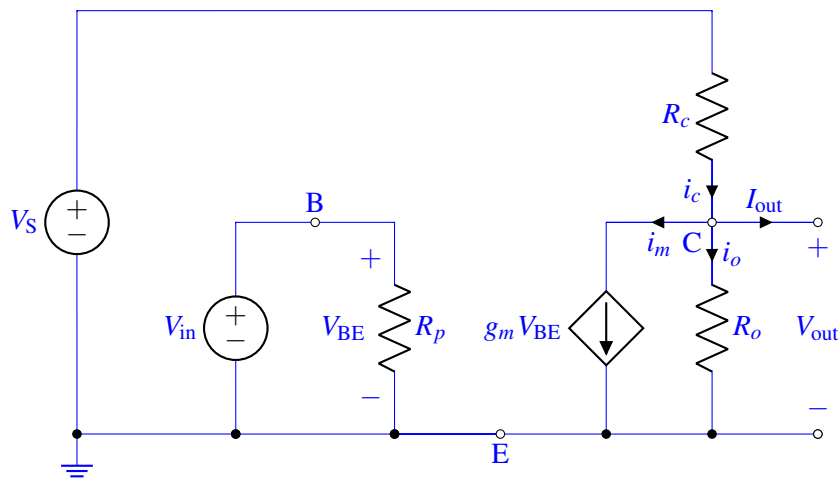 R_c
i_c
I_out
B
V_S
+
−
i_m
C
i_o
+
+
V_in
+
−
V_BE
R_p
g_m V_BE
R_o
V_out
−
−
E